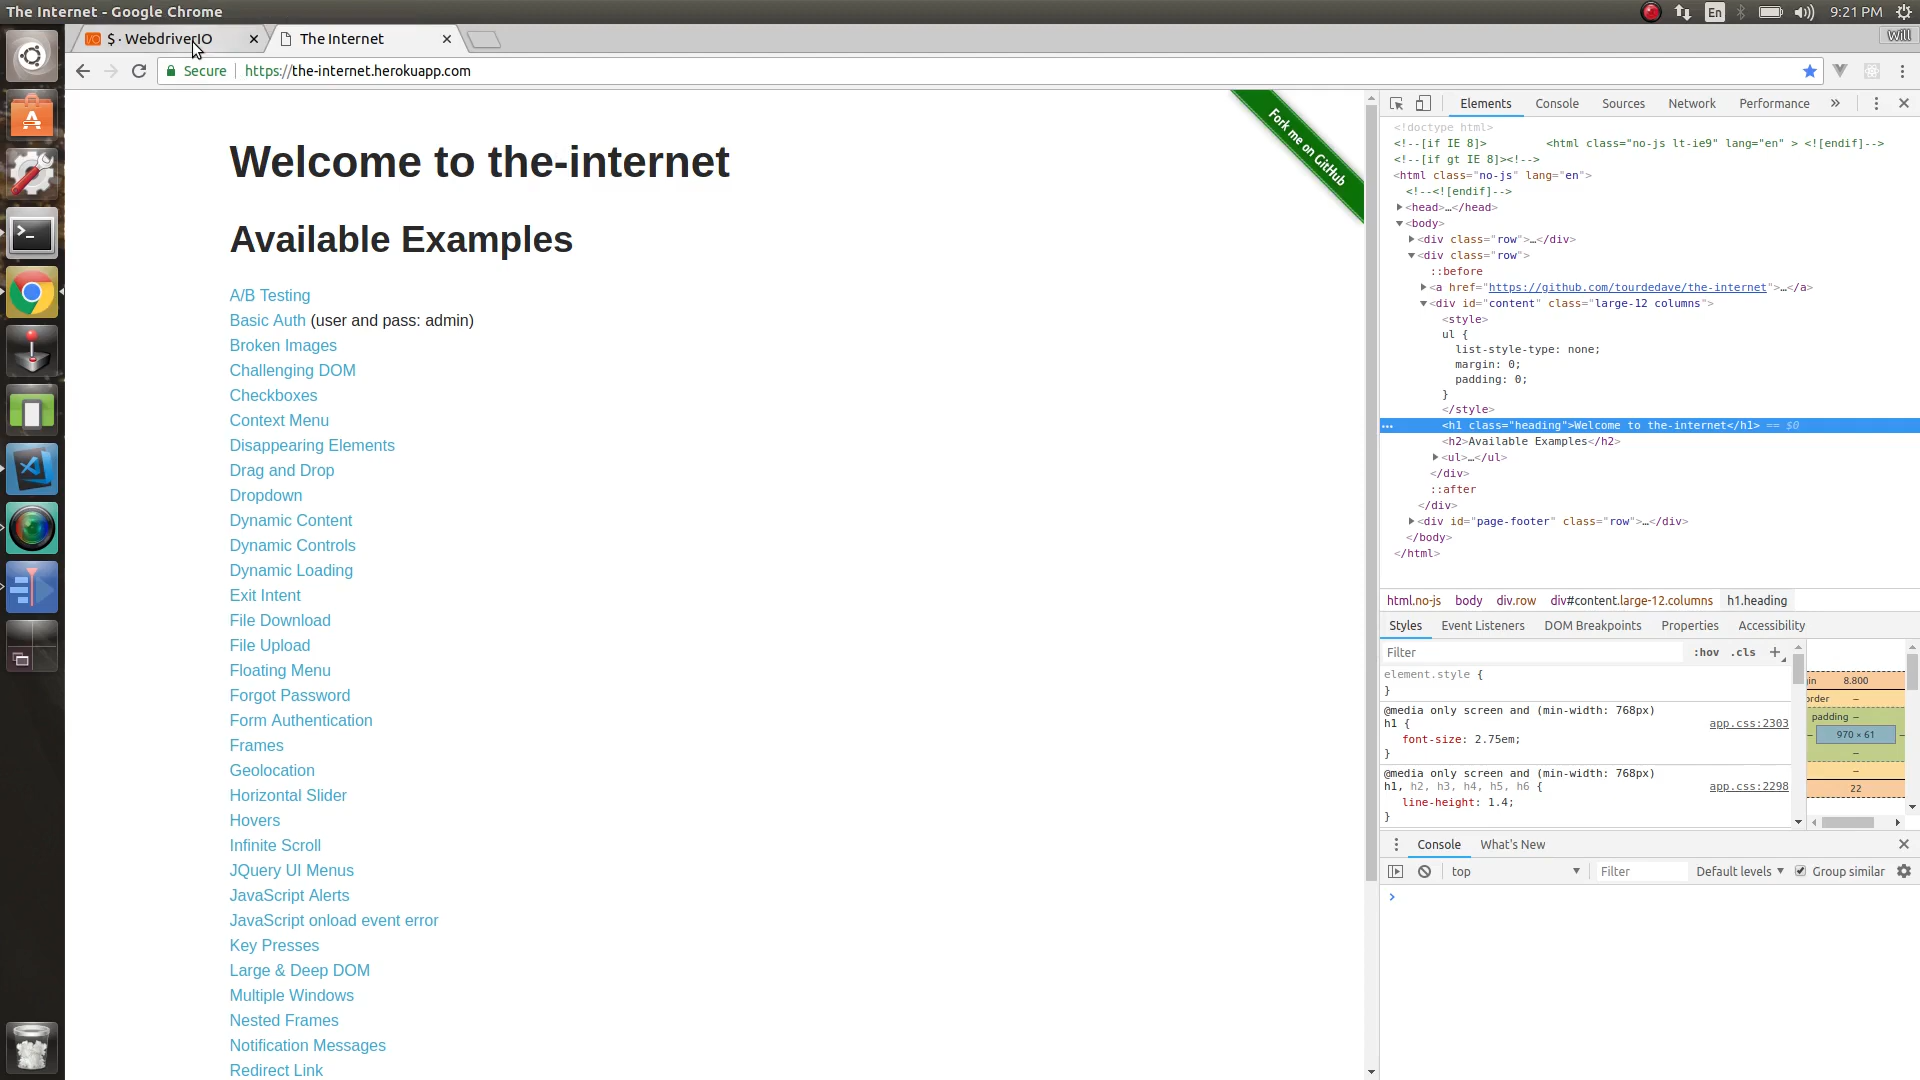 The Internet - Google Chrome
En
9:21 PM
$ · WebdriverIO
The Internet
Will
Secure
https://the-internet.herokuapp.com
Fork me on GitHub
Welcome to the-internet
Available Examples
A/B Testing
Basic Auth (user and pass: admin)
Broken Images
Challenging DOM
Checkboxes
Context Menu
Disappearing Elements
Drag and Drop
Dropdown
Dynamic Content
Dynamic Controls
Dynamic Loading
Exit Intent
File Download
File Upload
Floating Menu
Forgot Password
Form Authentication
Frames
Geolocation
Horizontal Slider
Hovers
Infinite Scroll
JQuery UI Menus
JavaScript Alerts
JavaScript onload event error
Key Presses
Large & Deep DOM
Multiple Windows
Nested Frames
Notification Messages
Redirect Link
Elements Console Sources Network Performance »
<!doctype html>
<!--[if IE 8]> <html class="no-js lt-ie9" lang="en" > <![endif]-->
<!--[if gt IE 8]><!-->
<html class="no-js" lang="en">
<!--<![endif]-->
<head>…</head>
<body>
<div class="row">…</div>
<div class="row">
::before
<a href="https://github.com/tourdedave/the-internet">…</a>
<div id="content" class="large-12 columns">
<style>
ul {
list-style-type: none;
margin: 0;
padding: 0;
}
</style>
<h1 class="heading">Welcome to the-internet</h1> == $0
<h2>Available Examples</h2>
<ul>…</ul>
</div>
::after
</div>
<div id="page-footer" class="row">…</div>
</body>
</html>
html.no-js body div.row div#content.large-12.columns h1.heading
Styles Event Listeners DOM Breakpoints Properties Accessibility
Filter :hov .cls +
element.style {
}
@media only screen and (min-width: 768px)
h1 { app.css:2303
font-size: 2.75em;
}
@media only screen and (min-width: 768px)
h1, h2, h3, h4, h5, h6 { app.css:2298
line-height: 1.4;
}
8.800
padding –
970 × 61
22
Console What's New
top Filter Default levels Group similar